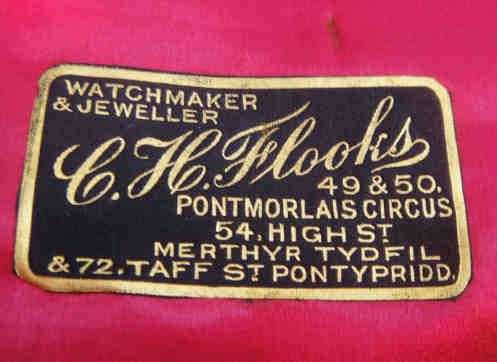 WATCHMAKER
& JEWELLER
C.H.Flooks
49 & 50,
PONTMORLAIS CIRCUS
54, HIGH ST
MERTHYR TYDFIL
& 72. TAFF ST PONTYPRIDD.